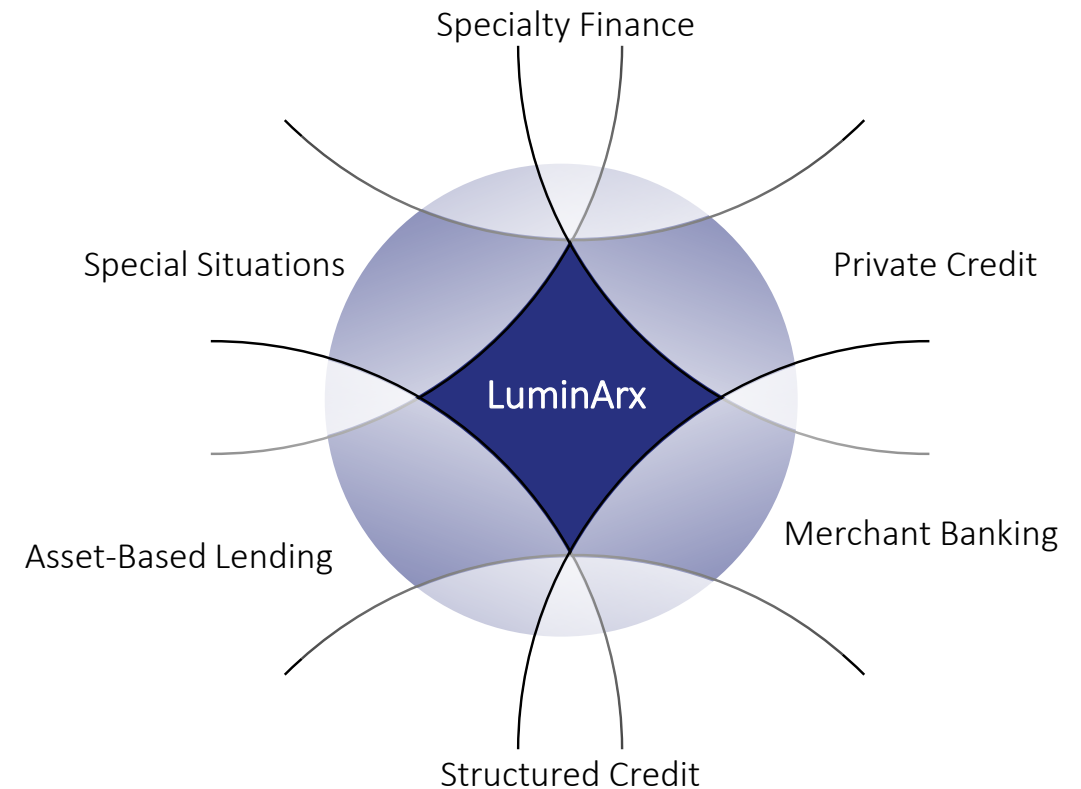 Specialty Finance
Special Situations
Private Credit
LuminArx
Merchant Banking
Asset-Based Lending
Structured Credit